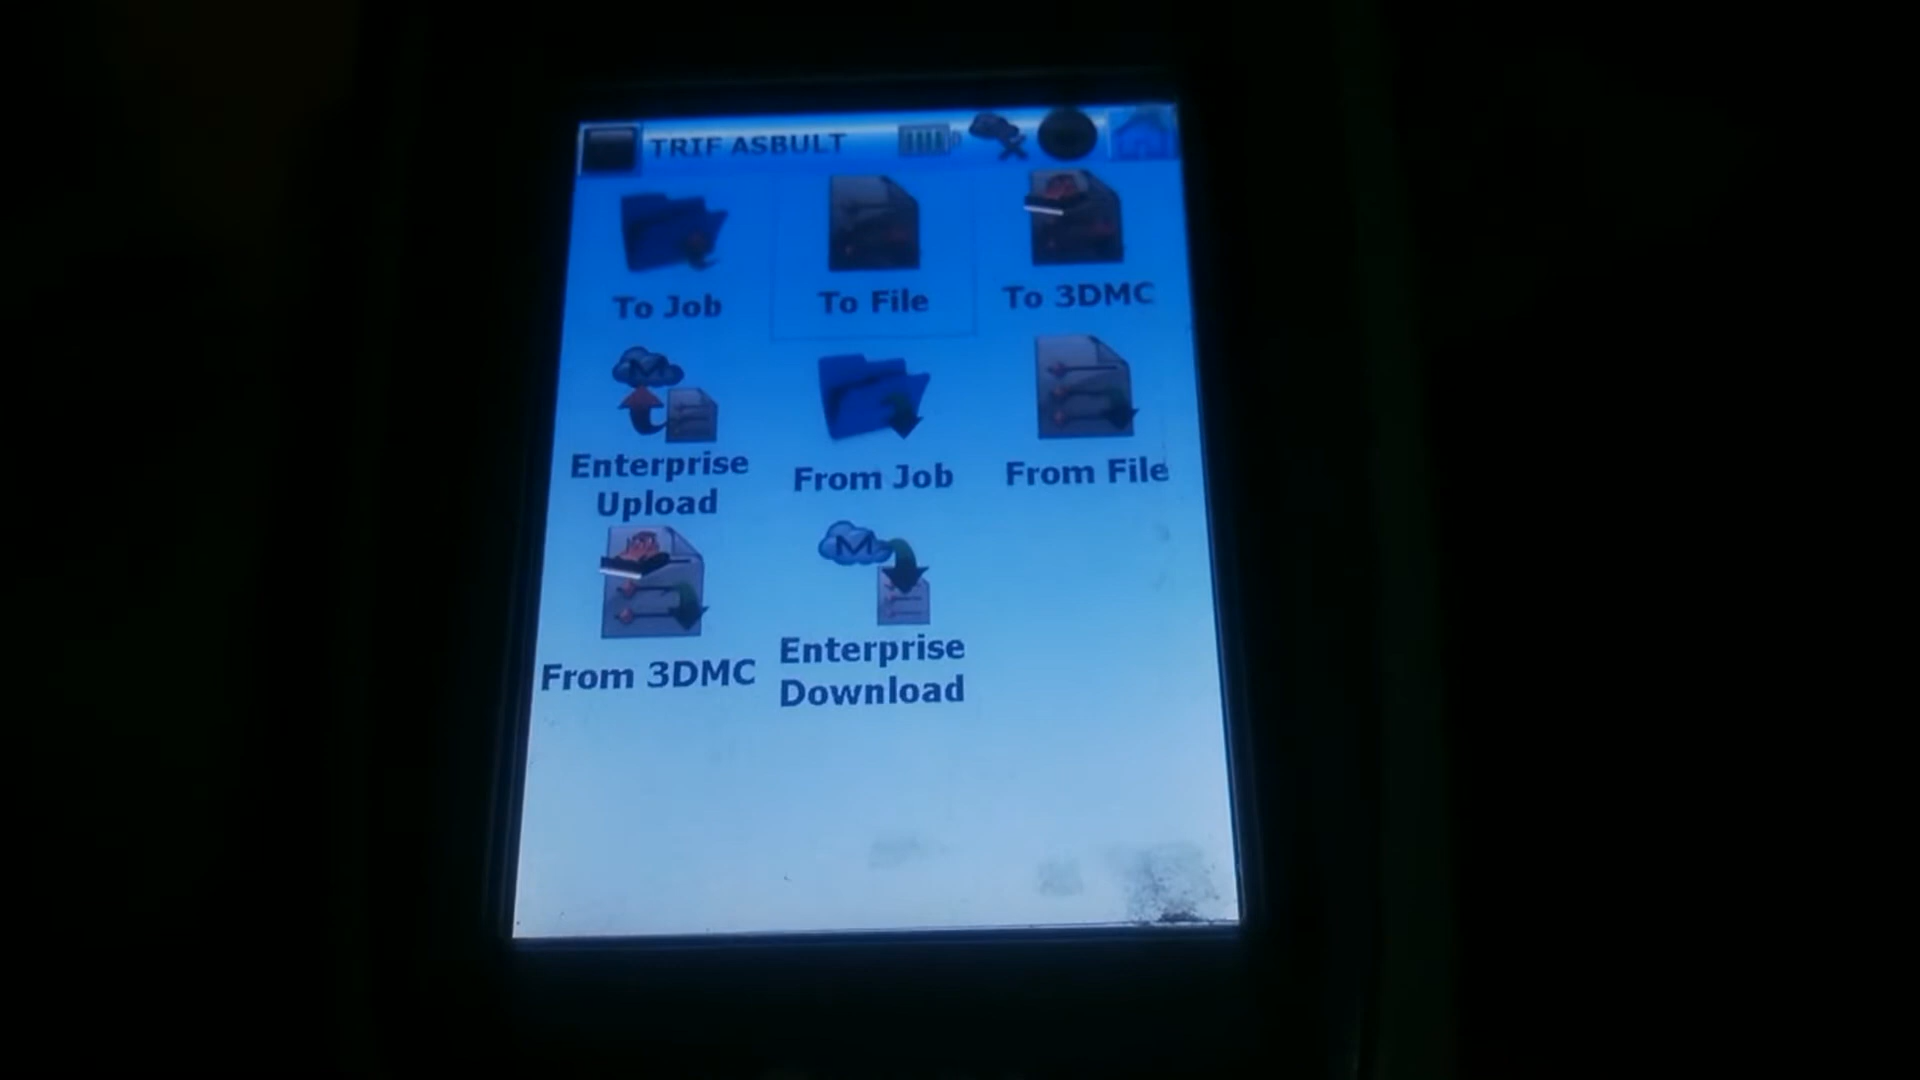 TRIF ASBULT
To Job
To File
To 3DMC
Enterprise
Upload
From Job
From File
From 3DMC
Enterprise
Download
M
M